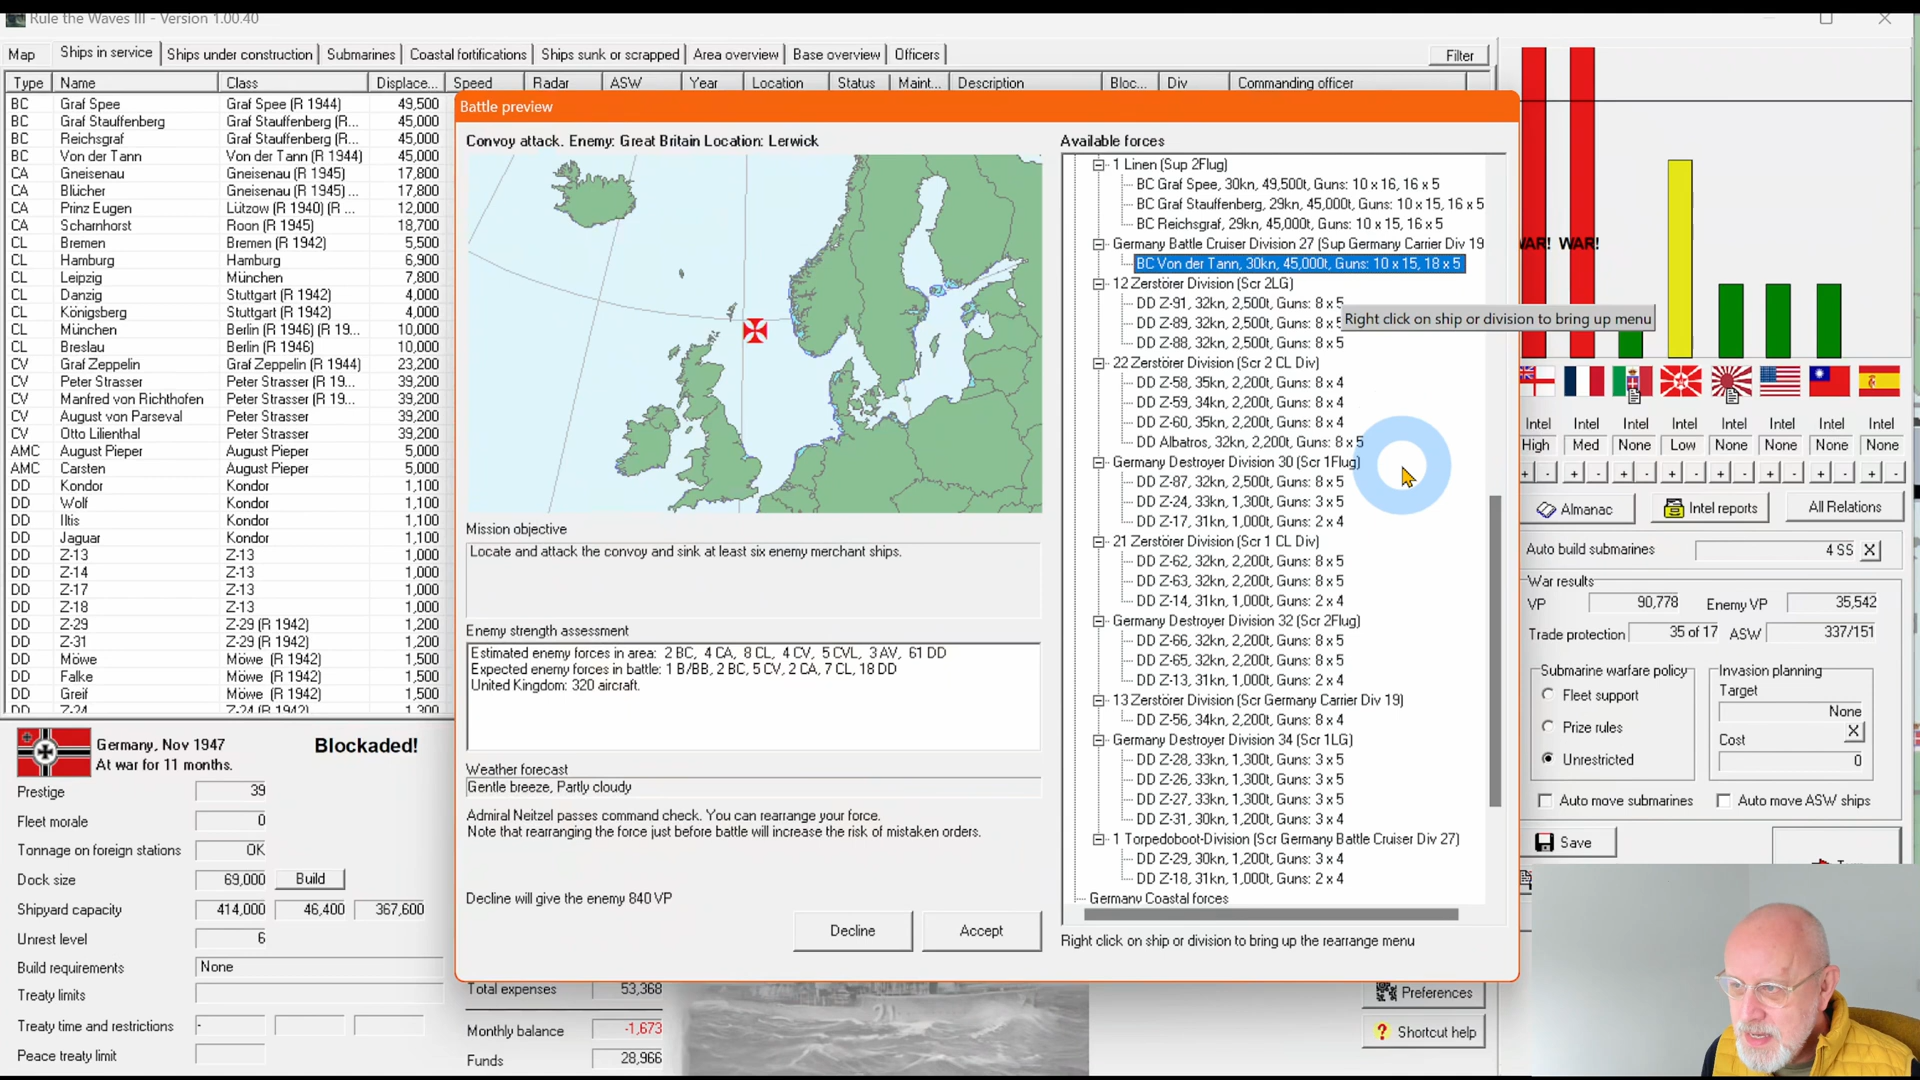 Rule the Waves III - Version 1.00.40
Map
Ships in service
Ships under construction
Submarines
Coastal fortifications
Ships sunk or scrapped
Area overview
Base overview
Officers
Filter
Type Name Class Displace... Speed Radar ASW Year Location Status Maint... Description Bloc... Div Commanding officer
BC Graf Spee Graf Spee (R 1944) 49,500
BC Graf Stauffenberg Graf Stauffenberg (R... 45,000
BC Reichsgraf Graf Stauffenberg (R... 45,000
BC Von der Tann Von der Tann (R 1944) 45,000
CA Gneisenau Gneisenau (R 1945) 17,800
CA Blücher Gneisenau (R 1945)... 17,800
CA Prinz Eugen Lützow (R 1940) (R ... 12,000
CA Scharnhorst Roon (R 1945) 18,700
CL Bremen Bremen (R 1942) 5,500
CL Hamburg Hamburg 6,900
CL Leipzig München 7,800
CL Danzig Stuttgart (R 1942) 4,000
CL Königsberg Stuttgart (R 1942) 4,000
CL München Berlin (R 1946) (R 19... 10,000
CL Breslau Berlin (R 1946) 10,000
CV Graf Zeppelin Graf Zeppelin (R 1944) 23,200
CV Peter Strasser Peter Strasser (R 19... 39,200
CV Manfred von Richthofen Peter Strasser (R 19... 39,200
CV August von Parseval Peter Strasser 39,200
CV Otto Lilienthal Peter Strasser 39,200
AMC August Pieper August Pieper 5,000
AMC Carsten August Pieper 5,000
DD Kondor Kondor 1,100
DD Wolf Kondor 1,100
DD Iltis Kondor 1,100
DD Jaguar Kondor 1,100
DD Z-13 Z-13 1,000
DD Z-14 Z-13 1,000
DD Z-17 Z-13 1,000
DD Z-18 Z-13 1,000
DD Z-29 Z-29 (R 1942) 1,200
DD Z-31 Z-29 (R 1942) 1,200
DD Möwe Möwe (R 1942) 1,500
DD Falke Möwe (R 1942) 1,500
DD Greif Möwe (R 1942) 1,500
DD Z-24 Z-24 (R 1942) 1,300
Battle preview
Convoy attack. Enemy: Great Britain Location: Lerwick
Mission objective
Locate and attack the convoy and sink at least six enemy merchant ships.
Enemy strength assessment
Estimated enemy forces in area: 2 BC, 4 CA, 8 CL, 4 CV, 5 CVL, 3 AV, 61 DD
Expected enemy forces in battle: 1 B/BB, 2 BC, 5 CV, 2 CA, 7 CL, 18 DD
United Kingdom: 320 aircraft.
Weather forecast
Gentle breeze, Partly cloudy
Admiral Neitzel passes command check. You can rearrange your force.
Note that rearranging the force just before battle will increase the risk of mistaken orders.
Decline will give the enemy 840 VP
Decline
Accept
Available forces
1 Linen (Sup 2Flug)
BC Graf Spee, 30kn, 49,500t, Guns: 10 x 16, 16 x 5
BC Graf Stauffenberg, 29kn, 45,000t, Guns: 10 x 15, 16 x 5
BC Reichsgraf, 29kn, 45,000t, Guns: 10 x 15, 16 x 5
Germany Battle Cruiser Division 27 (Sup Germany Carrier Div 19
BC Von der Tann, 30kn, 45,000t, Guns: 10 x 15, 18 x 5
12 Zerstörer Division (Scr 2LG)
DD Z-91, 32kn, 2,500t, Guns: 8 x 5
DD Z-89, 32kn, 2,500t, Guns: 8 x 5
DD Z-88, 32kn, 2,500t, Guns: 8 x 5
Right click on ship or division to bring up menu
22 Zerstörer Division (Scr 2 CL Div)
DD Z-58, 35kn, 2,200t, Guns: 8 x 4
DD Z-59, 34kn, 2,200t, Guns: 8 x 4
DD Z-60, 35kn, 2,200t, Guns: 8 x 4
DD Albatros, 32kn, 2,200t, Guns: 8 x 5
Germany Destroyer Division 30 (Scr 1Flug)
DD Z-87, 32kn, 2,500t, Guns: 8 x 5
DD Z-24, 33kn, 1,300t, Guns: 3 x 5
DD Z-17, 31kn, 1,000t, Guns: 2 x 4
21 Zerstörer Division (Scr 1 CL Div)
DD Z-62, 32kn, 2,200t, Guns: 8 x 5
DD Z-63, 32kn, 2,200t, Guns: 8 x 5
DD Z-14, 31kn, 1,000t, Guns: 2 x 4
Germany Destroyer Division 32 (Scr 2Flug)
DD Z-66, 32kn, 2,200t, Guns: 8 x 5
DD Z-65, 32kn, 2,200t, Guns: 8 x 5
DD Z-13, 31kn, 1,000t, Guns: 2 x 4
13 Zerstörer Division (Scr Germany Carrier Div 19)
DD Z-56, 34kn, 2,200t, Guns: 8 x 4
Germany Destroyer Division 34 (Scr 1LG)
DD Z-28, 33kn, 1,300t, Guns: 3 x 5
DD Z-26, 33kn, 1,300t, Guns: 3 x 5
DD Z-27, 33kn, 1,300t, Guns: 3 x 5
DD Z-31, 30kn, 1,200t, Guns: 3 x 4
1 Torpedoboot-Division (Scr Germany Battle Cruiser Div 27)
DD Z-29, 30kn, 1,200t, Guns: 3 x 4
DD Z-18, 31kn, 1,000t, Guns: 2 x 4
Germany Coastal forces
Right click on ship or division to bring up the rearrange menu
WAR! WAR!
Intel Intel Intel Intel Intel Intel Intel Intel
High Med None Low None None None None
+ - + - + - + - + - + - + - + -
Almanac
Intel reports
All Relations
Auto build submarines 4 SS X
War results
VP 90,778 Enemy VP 35,542
Trade protection 35 of 17 ASW 337/151
Submarine warfare policy
Fleet support
Prize rules
Unrestricted
Invasion planning
Target
None
X
Cost
0
Auto move submarines
Auto move ASW ships
Save
Germany, Nov 1947
At war for 11 months.
Blockaded!
Prestige 39
Fleet morale 0
Tonnage on foreign stations OK
Dock size 69,000 Build
Shipyard capacity 414,000 46,400 367,600
Unrest level 6
Build requirements None
Treaty limits
Treaty time and restrictions -
Peace treaty limit
Total expenses 53,368
Monthly balance -1,673
Funds 28,966
Preferences
? Shortcut help